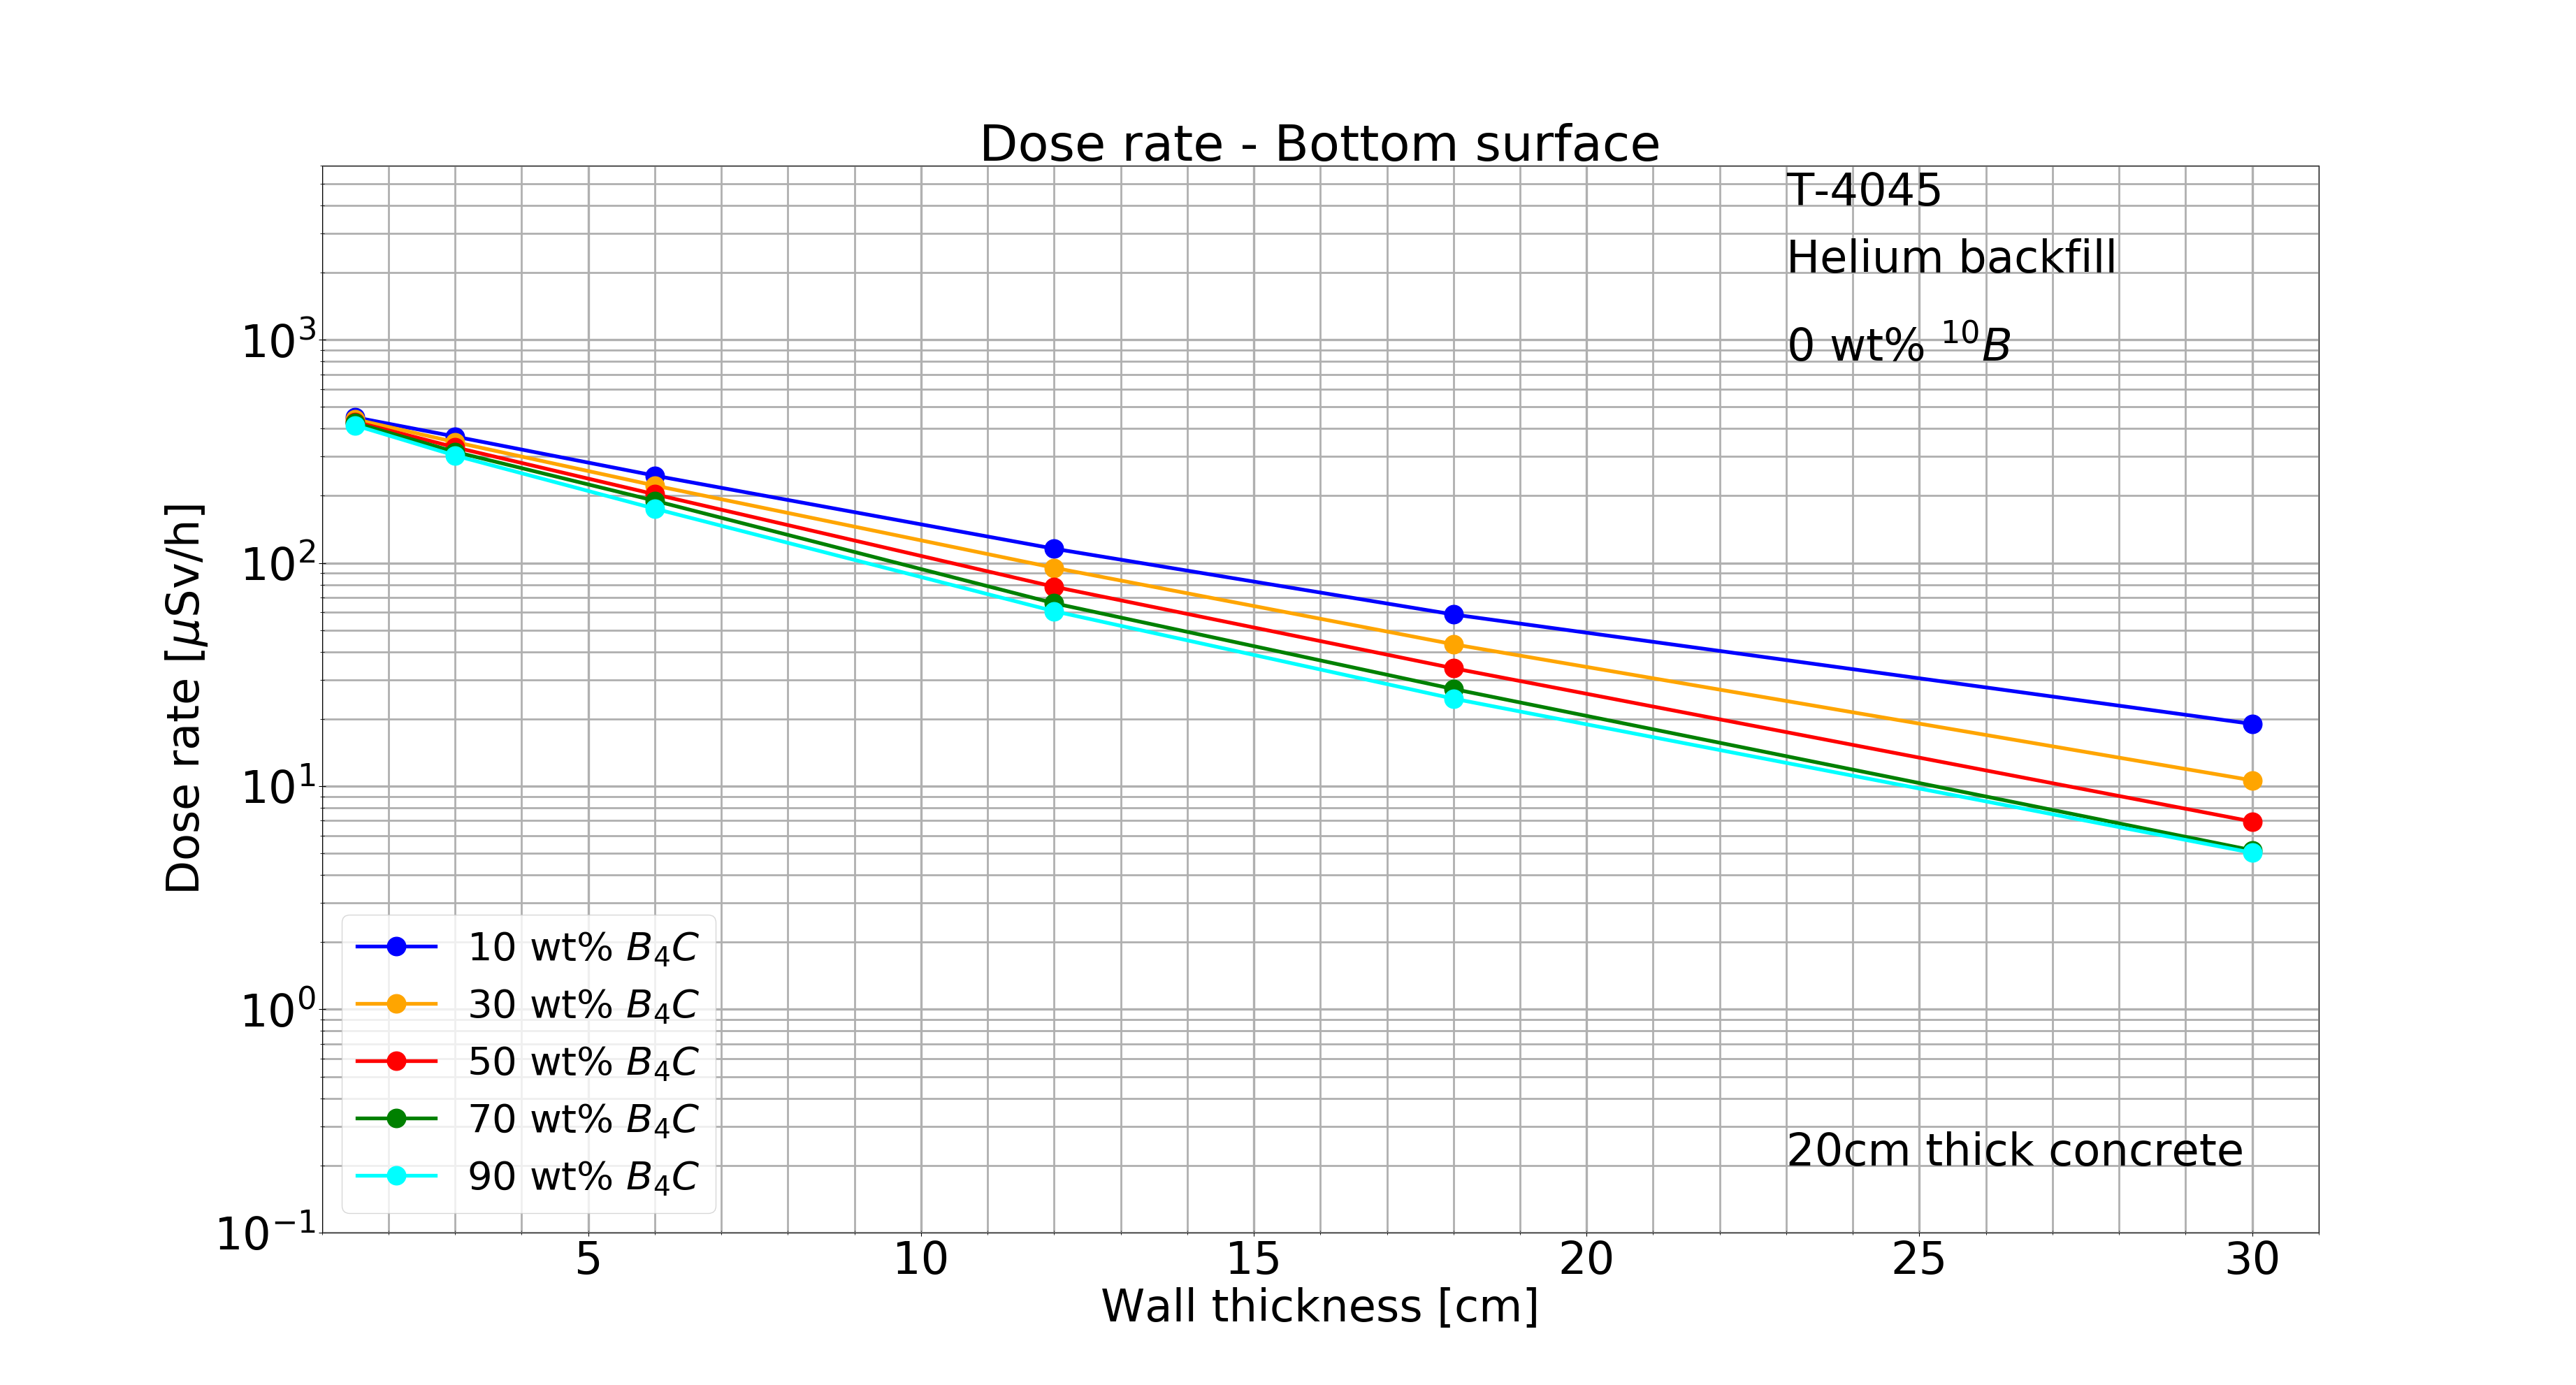 Dose rate - Bottom surface
T-4045
Helium backfill
0 wt% ¹⁰B
10³
10²
10¹
10⁰
10⁻¹
Dose rate [μSv/h]
10 wt% B₄C
30 wt% B₄C
50 wt% B₄C
70 wt% B₄C
90 wt% B₄C
20cm thick concrete
5 10 15 20 25 30
Wall thickness [cm]